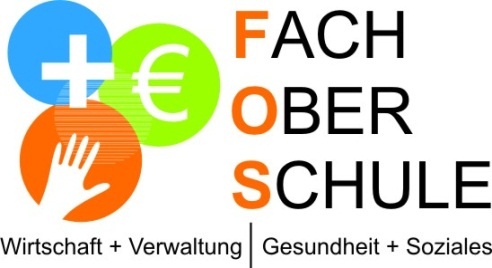 + €
FACH
OBER
SCHULE
Wirtschaft + Verwaltung | Gesundheit + Soziales